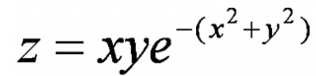 z = xye^{-(x^2+y^2)}